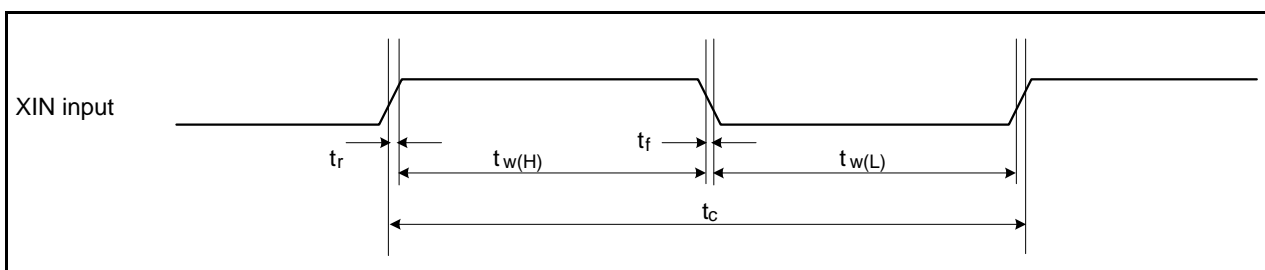 XIN input
tr
tw(H)
tf
tw(L)
tc